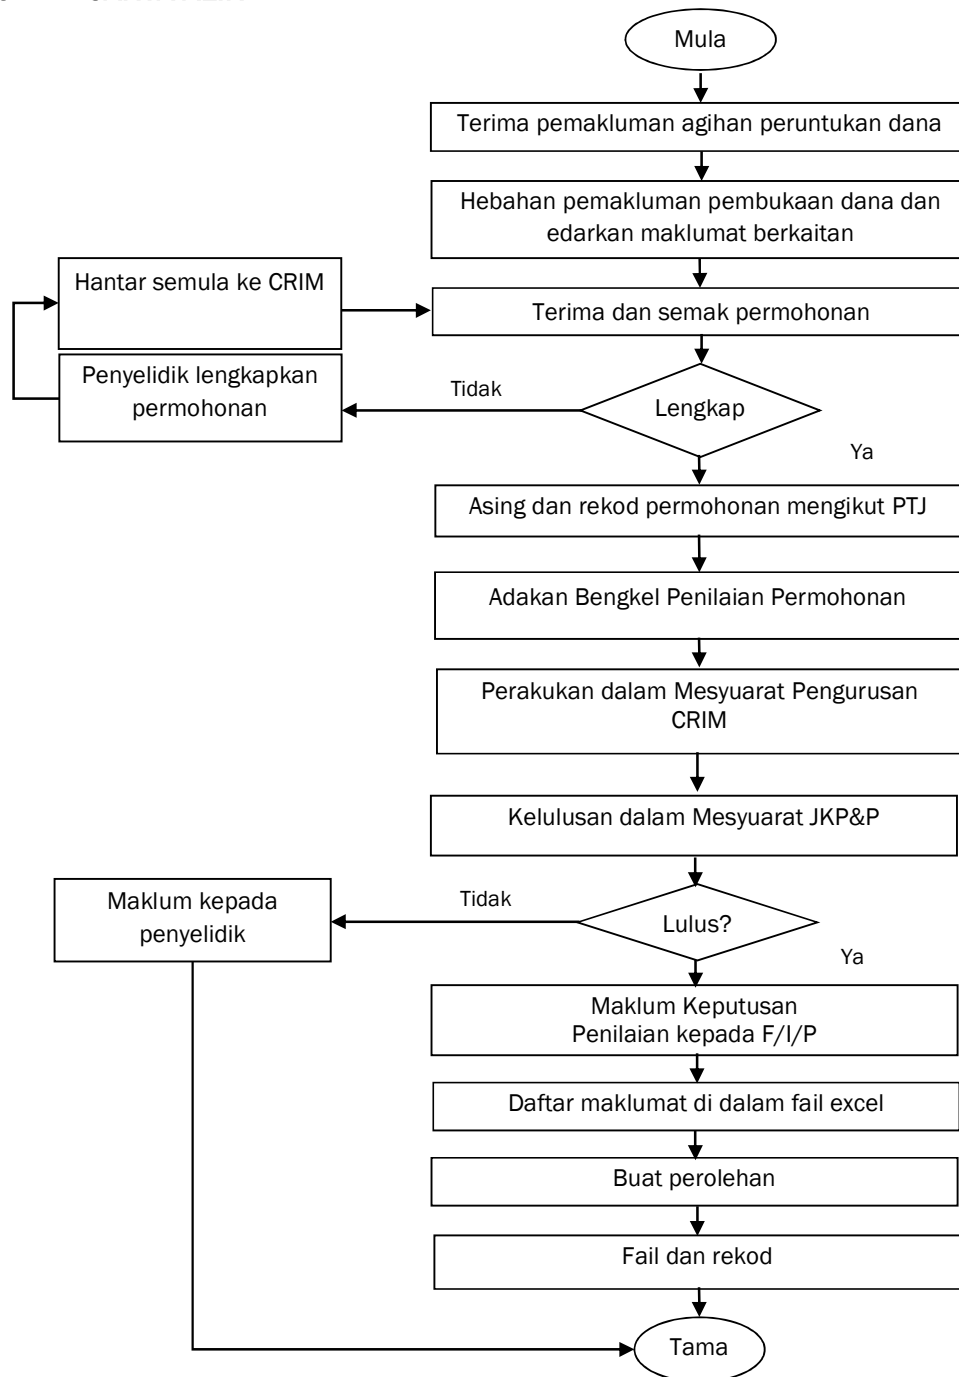 Mula
Terima pemakluman agihan peruntukan dana
Hebahan pemakluman pembukaan dana dan
edarkan maklumat berkaitan
Hantar semula ke CRIM
Terima dan semak permohonan
Penyelidik lengkapkan
permohonan
Tidak
Lengkap
Ya
Asing dan rekod permohonan mengikut PTJ
Adakan Bengkel Penilaian Permohonan
Perakukan dalam Mesyuarat Pengurusan
CRIM
Kelulusan dalam Mesyuarat JKP&P
Maklum kepada
penyelidik
Tidak
Lulus?
Ya
Maklum Keputusan
Penilaian kepada F/I/P
Daftar maklumat di dalam fail excel
Buat perolehan
Fail dan rekod
Tama